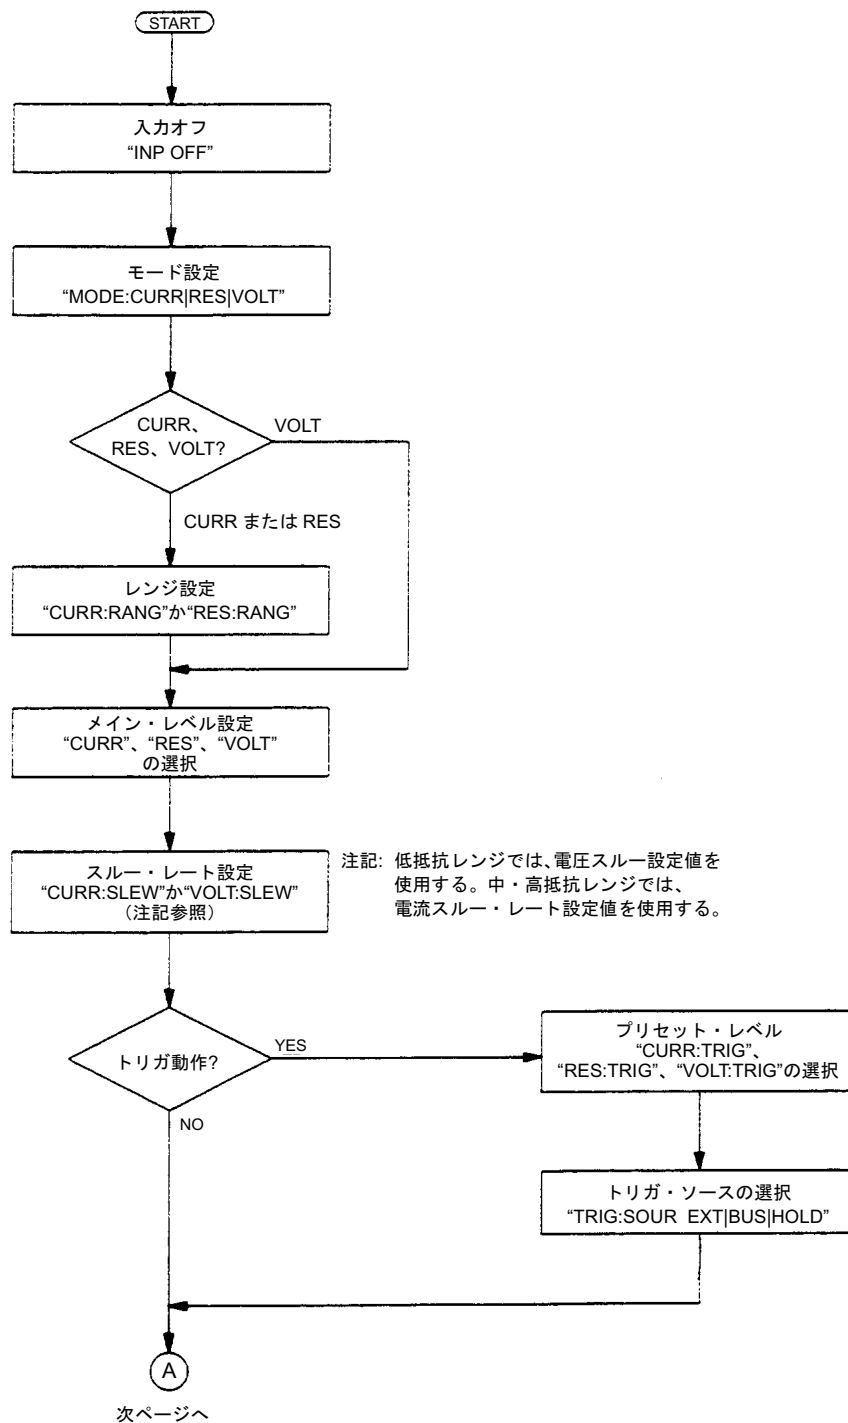 START
入力オフ
“INP OFF”
モード設定
“MODE:CURR|RES|VOLT”
CURR、
RES、VOLT?
VOLT
CURR または RES
レンジ設定
“CURR:RANG”か“RES:RANG”
メイン・レベル設定
“CURR”、“RES”、“VOLT”
の選択
スルー・レート設定
“CURR:SLEW”か“VOLT:SLEW”
（注記参照）
注記: 低抵抗レンジでは、電圧スルー設定値を
使用する。中・高抵抗レンジでは、
電流スルー・レート設定値を使用する。
トリガ動作?
YES
NO
プリセット・レベル
“CURR:TRIG”、
“RES:TRIG”、“VOLT:TRIG”の選択
トリガ・ソースの選択
“TRIG:SOUR EXT|BUS|HOLD”
A
次ページへ